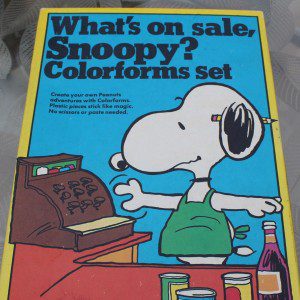 What's on sale,
Snoopy?
Colorforms set
Create your own Peanuts
adventures with Colorforms.
Plastic pieces stick like magic.
No scissors or paste needed.